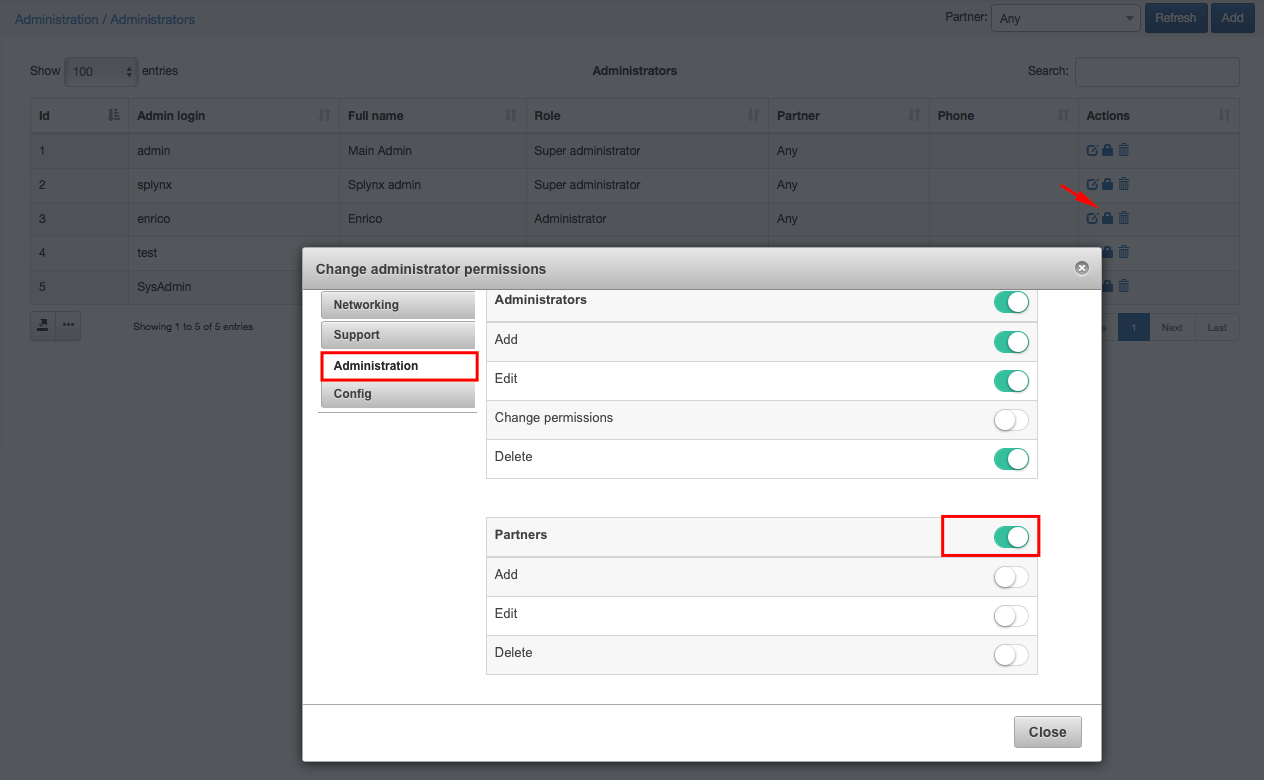 Administration / Administrators
Partner: Any Refresh Add
Show 100 entries Administrators Search:
Id Admin login Full name Role Partner Phone Actions
1 admin Main Admin Super administrator Any
2 splynx Splynx admin Super administrator Any
3 enrico Enrico Administrator Any
4 test
5 SysAdmin
Showing 1 to 5 of 5 entries 1 Next Last
Change administrator permissions
Networking
Support
Administration
Config
Administrators
Add
Edit
Change permissions
Delete
Partners
Add
Edit
Delete
Close